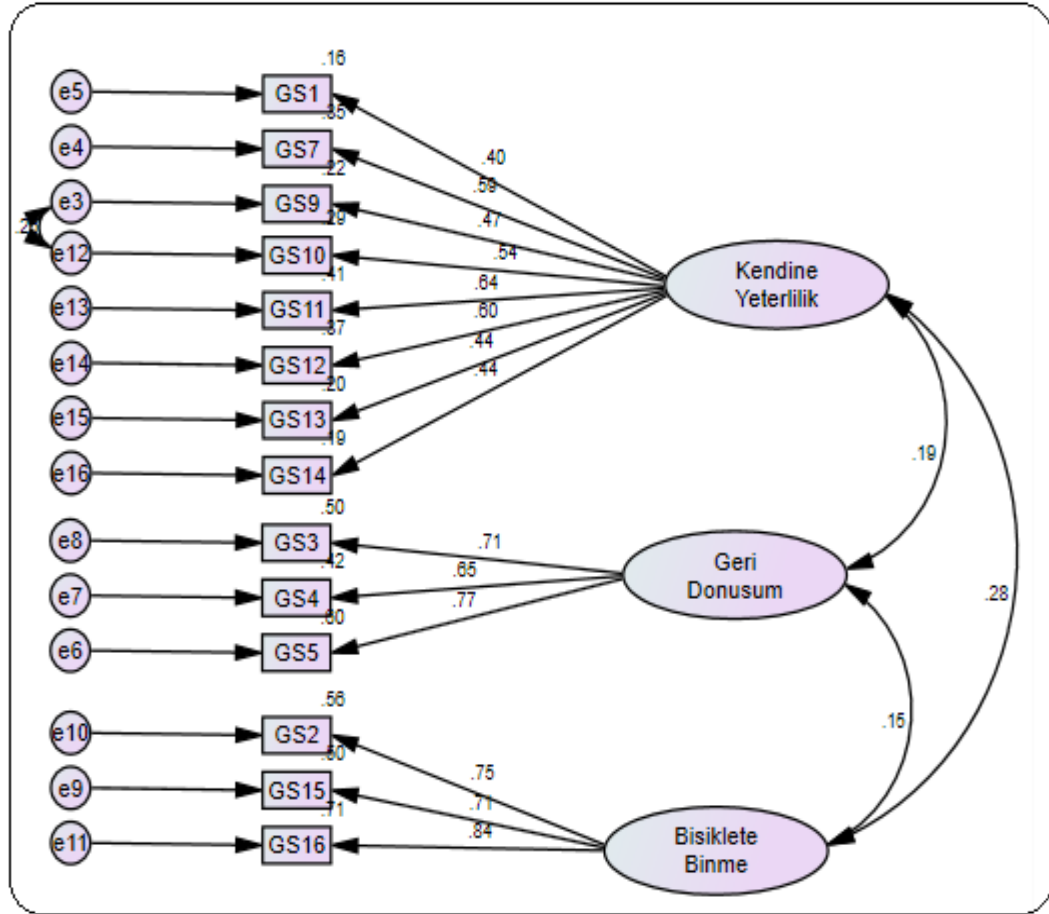 .16
e5
GS1
.35
.40
e4
GS7
.22
.59
e3
GS9
.29
.47
e12
GS10
.41
.54
e13
GS11
.37
.64
e14
GS12
.20
.60
e15
GS13
.19
.44
e16
GS14
.44
Kendine
Yeterlilik
.19
.50
e8
GS3
.42
.71
e7
GS4
.60
.65
e6
GS5
.77
Geri
Donusum
.28
.15
.56
e10
GS2
.50
.75
e9
GS15
.71
.71
e11
GS16
.84
Bisiklete
Binme